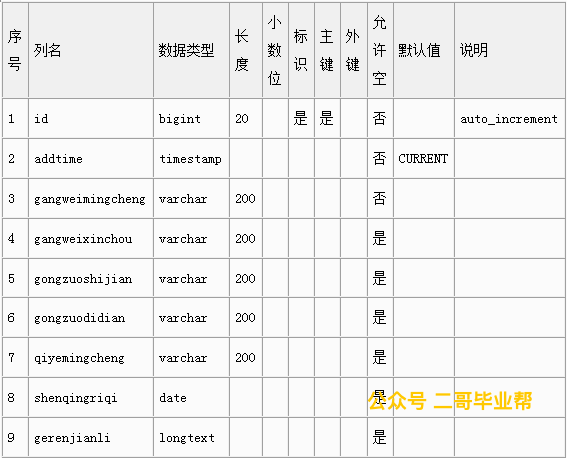 序号 列名 数据类型 长度 小数位 标识 主键 外键 允许空 默认值 说明
1 id bigint 20 是 是 否 auto_increment
2 addtime timestamp 否 CURRENT
3 gangweimingcheng varchar 200 否
4 gangweixinchou varchar 200 是
5 gongzuoshijian varchar 200 是
6 gongzuodidian varchar 200 是
7 qiyemingcheng varchar 200 是
8 shenqingriqi date 是
公众号 二哥毕业帮
9 gerenjianli longtext 是